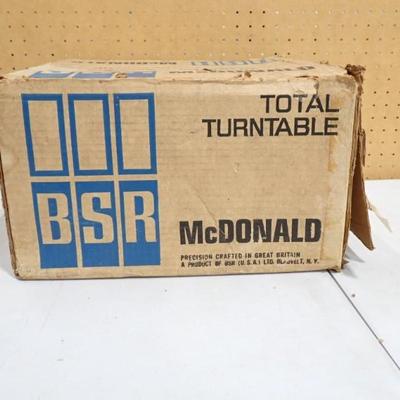 TOTAL
TURNTABLE
BSR
McDONALD
PRECISION CRAFTED IN GREAT BRITAIN
A PRODUCT OF BSR (U.S.A.) LTD. BLAUVELT, N.Y.